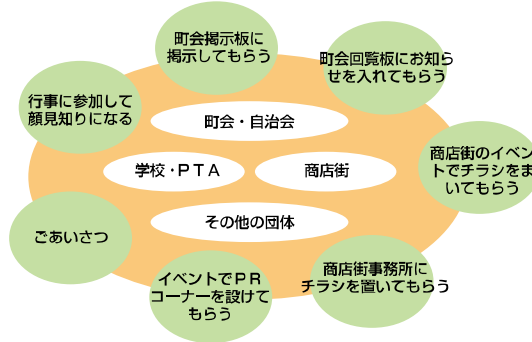 町会掲示板に
掲示してもらう
町会回覧板にお知ら
せを入れてもらう
行事に参加して
顔見知りになる
町会・自治会
学校・ＰＴＡ
商店街
商店街のイベン
トでチラシをま
いてもらう
その他の団体
ごあいさつ
イベントでＰＲ
コーナーを設けて
もらう
商店街事務所に
チラシを置いてもらう